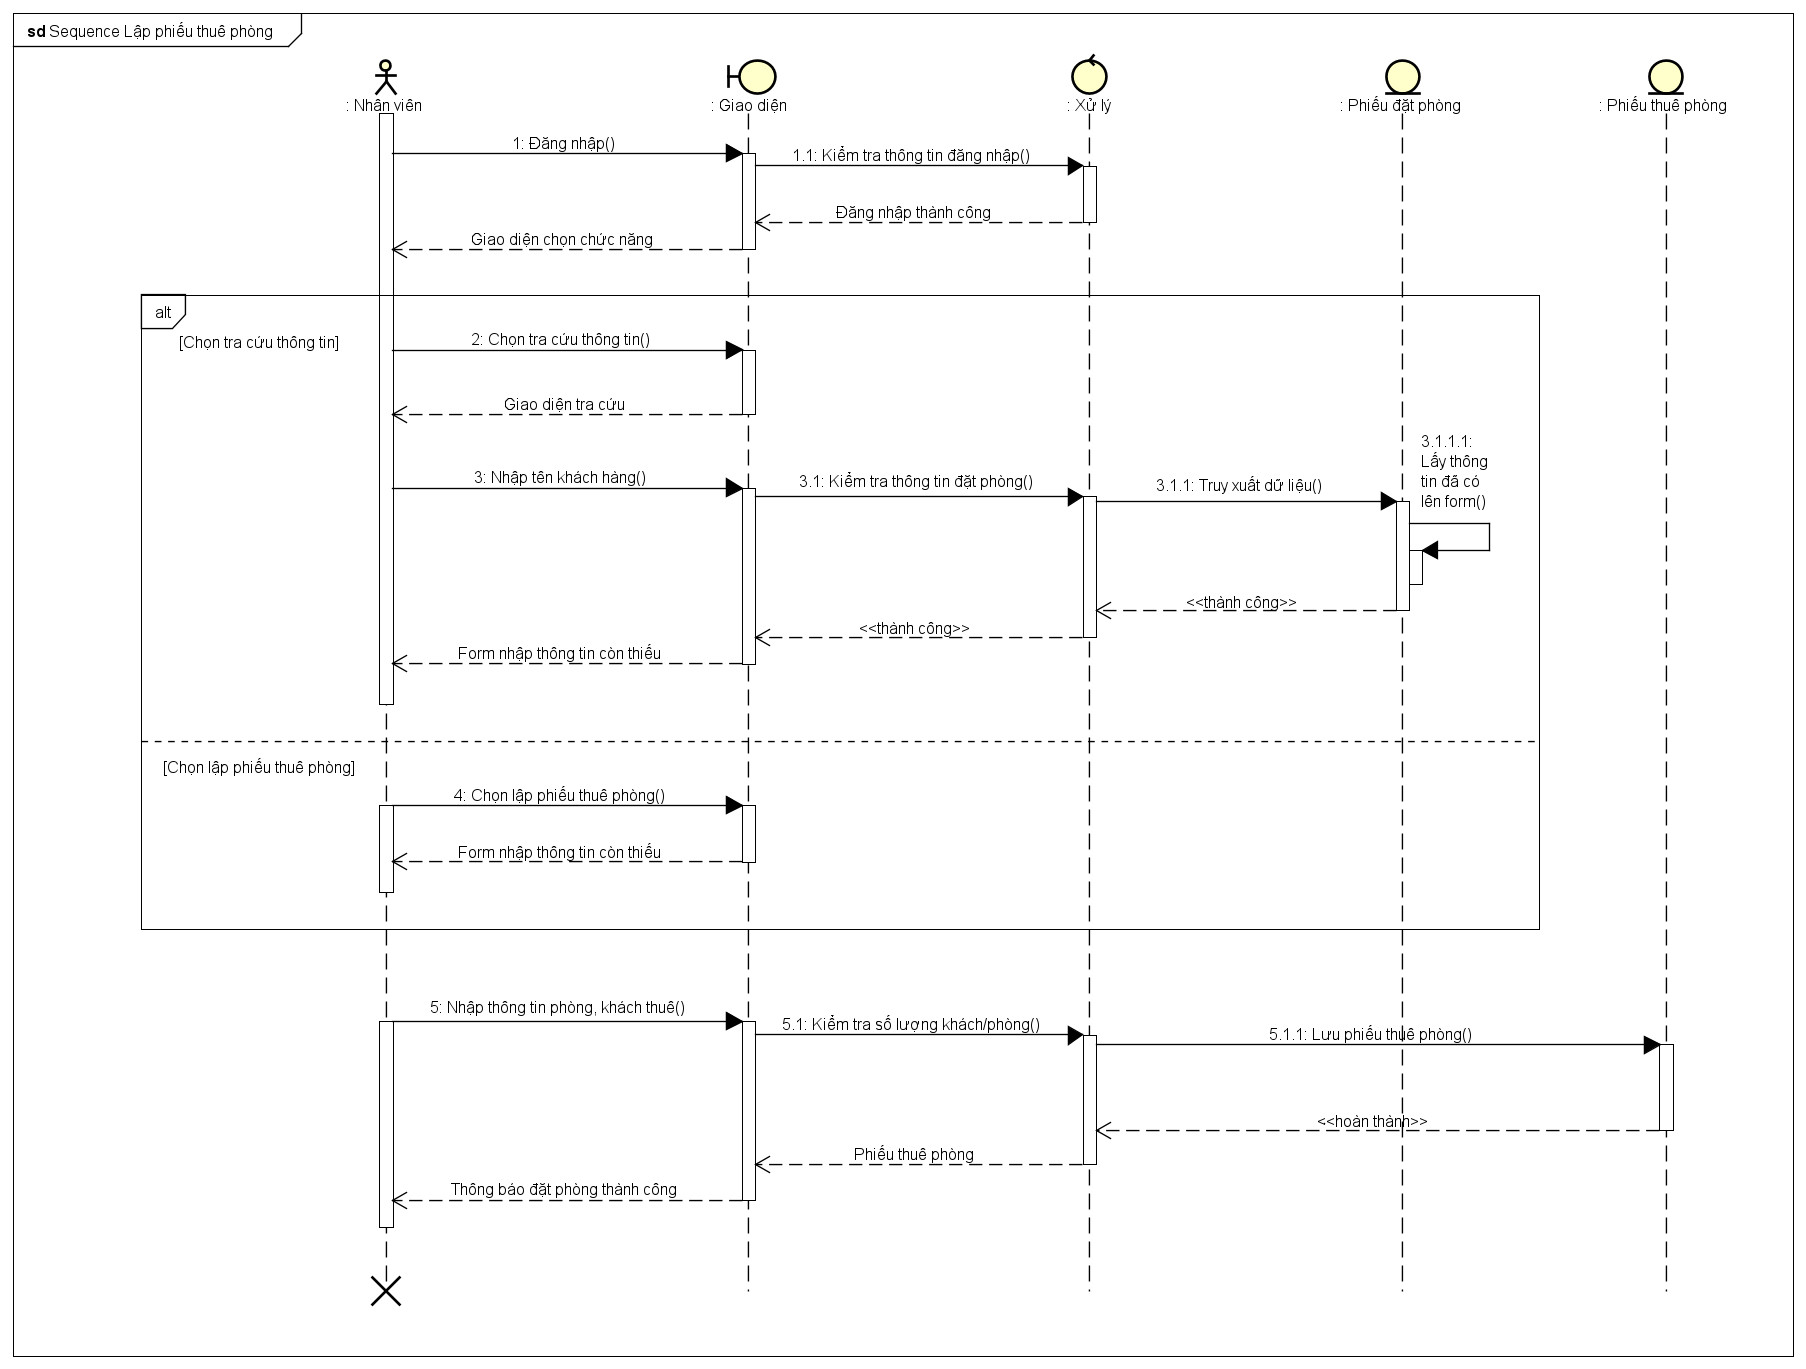 sd Sequence Lập phiếu thuê phòng
: Nhân viên
: Giao diện
: Xử lý
: Phiếu đặt phòng
: Phiếu thuê phòng
1: Đăng nhập()
1.1: Kiểm tra thông tin đăng nhập()
Đăng nhập thành công
Giao diện chọn chức năng
alt
[Chọn tra cứu thông tin]
2: Chọn tra cứu thông tin()
Giao diện tra cứu
3: Nhập tên khách hàng()
3.1: Kiểm tra thông tin đặt phòng()
3.1.1: Truy xuất dữ liệu()
3.1.1.1:
Lấy thông
tin đã có
lên form()
<<thành công>>
<<thành công>>
Form nhập thông tin còn thiếu
[Chọn lập phiếu thuê phòng]
4: Chọn lập phiếu thuê phòng()
Form nhập thông tin còn thiếu
5: Nhập thông tin phòng, khách thuê()
5.1: Kiểm tra số lượng khách/phòng()
5.1.1: Lưu phiếu thuê phòng()
<<hoàn thành>>
Phiếu thuê phòng
Thông báo đặt phòng thành công